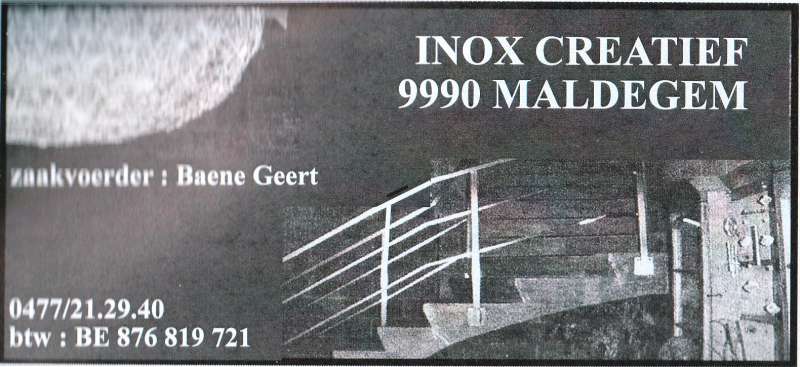 INOX CREATIEF
9990 MALDEGEM
zaakvoerder : Baene Geert
0477/21.29.40
btw : BE 876 819 721